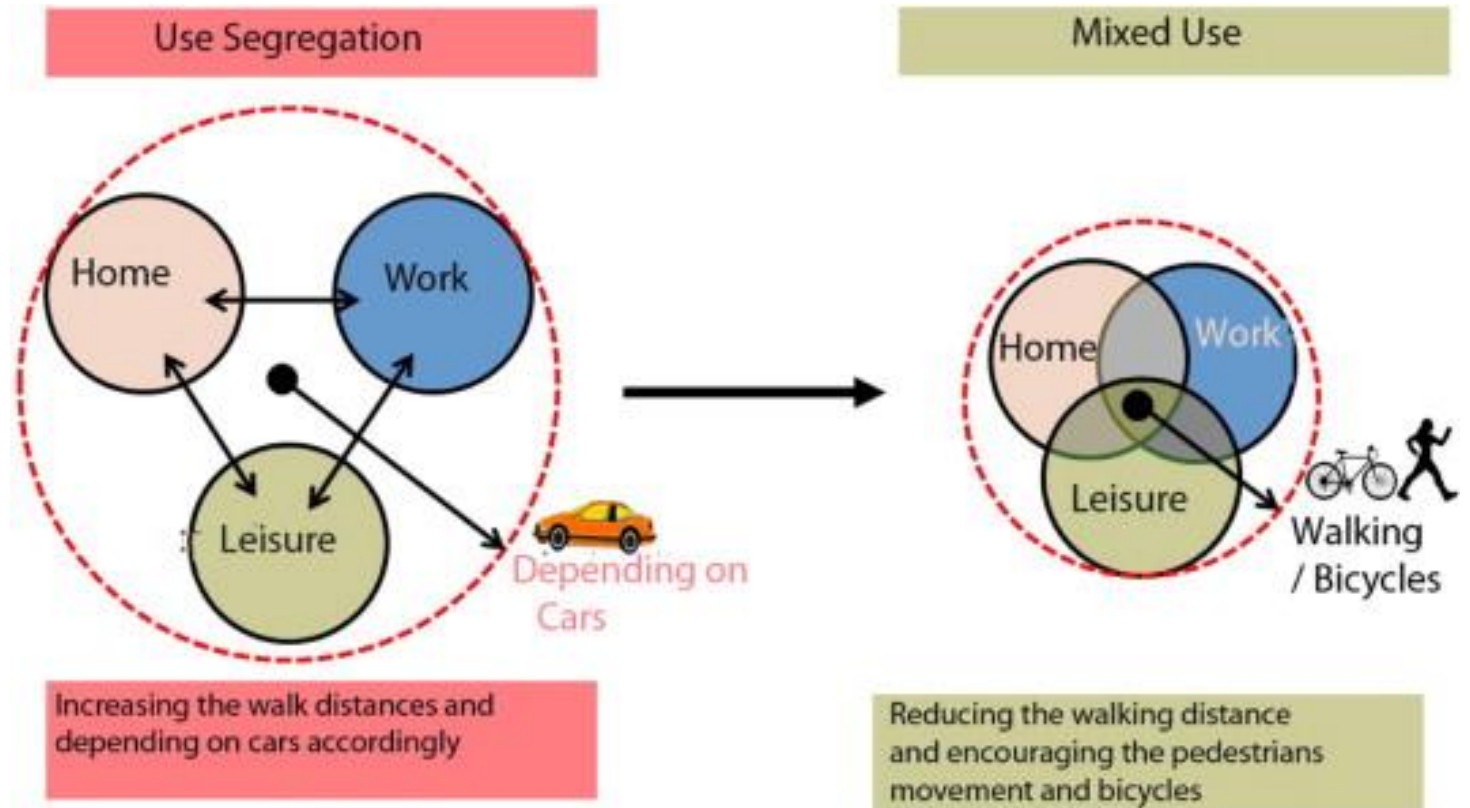 Use Segregation
Home
Work
Leisure
Depending on
Cars
Increasing the walk distances and
depending on cars accordingly
Mixed Use
Home
Work
Leisure
Walking
/ Bicycles
Reducing the walking distance
and encouraging the pedestrians
movement and bicycles